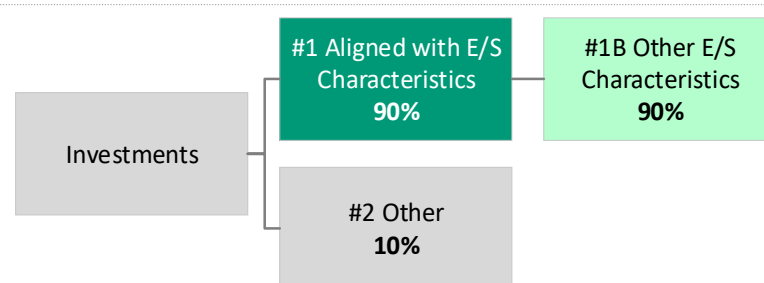 #1 Aligned with E/S
Characteristics
90%
#1B Other E/S
Characteristics
90%
Investments
#2 Other
10%